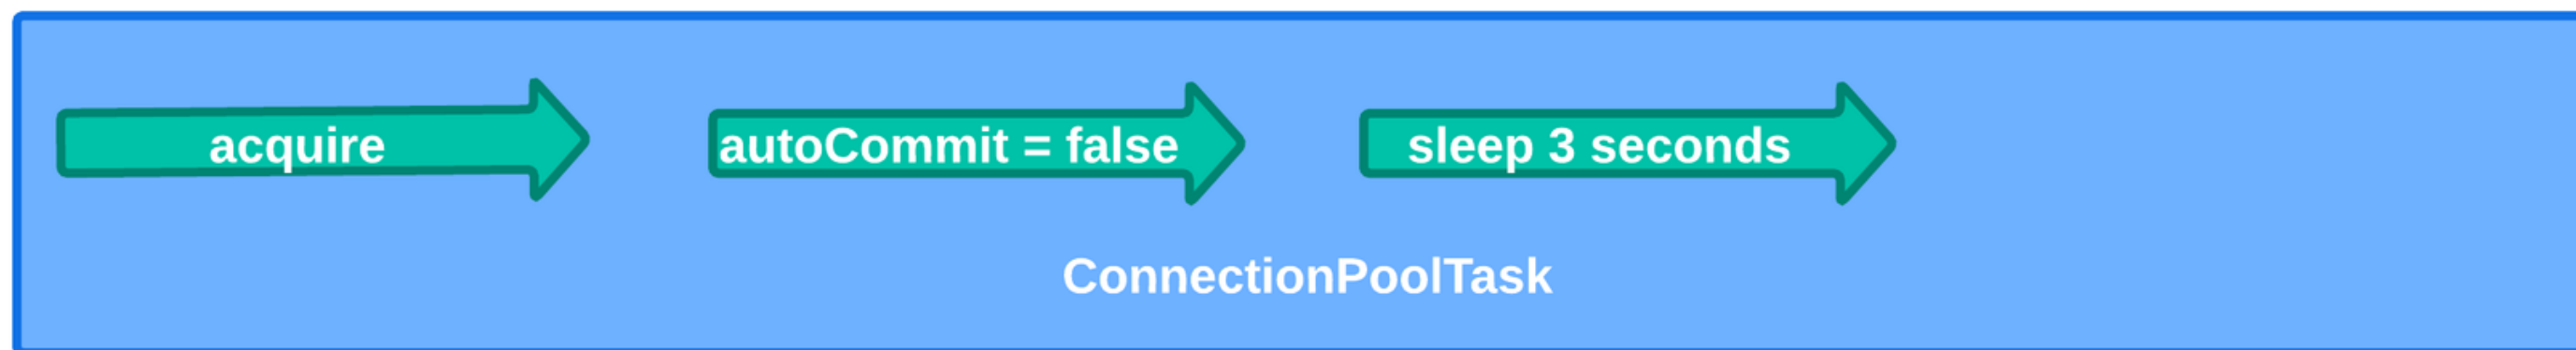 acquire
autoCommit = false
sleep 3 seconds
ConnectionPoolTask